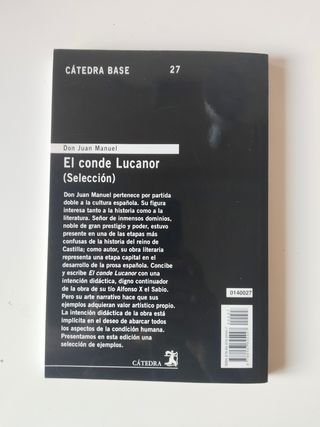 CÁTEDRA BASE 27
Don Juan Manuel
El conde Lucanor
(Selección)
Don Juan Manuel pertenece por partida
doble a la cultura española. Su figura
interesa tanto a la historia como a la
literatura. Señor de inmensos dominios,
noble de gran prestigio y poder, estuvo
presente en una de las etapas más
confusas de la historia del reino de
Castilla; como autor, su obra literaria
representa una etapa capital en el
desarrollo de la prosa española. Concibe
y escribe El conde Lucanor con una
intención didáctica, digno continuador
de la obra de su tío Alfonso X el Sabio.
Pero su arte narrativo hace que sus
ejemplos adquieran valor artístico propio.
La intención didáctica de la obra está
implícita en el deseo de abarcar todos
los aspectos de la condición humana.
Presentamos en esta edición una
selección de ejemplos.
0140027
CÁTEDRA